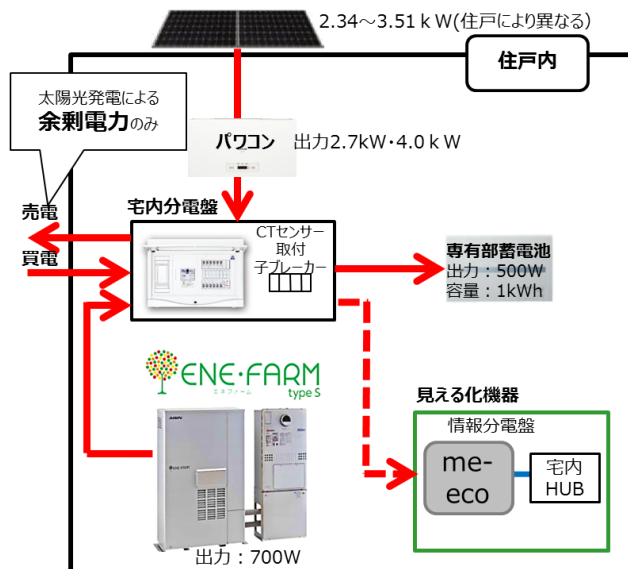 2.34～3.51ｋW(住戸により異なる）
住戸内
太陽光発電による
余剰電力のみ
パワコン
出力2.7kW・4.0ｋW
売電
宅内分電盤
買電
CTセンサー
取付
子ブレーカー
専有部蓄電池
出力：500W
容量：1kWh
ENE・FARM
エネファーム
type S
見える化機器
情報分電盤
me-
eco
宅内
HUB
出力：700W